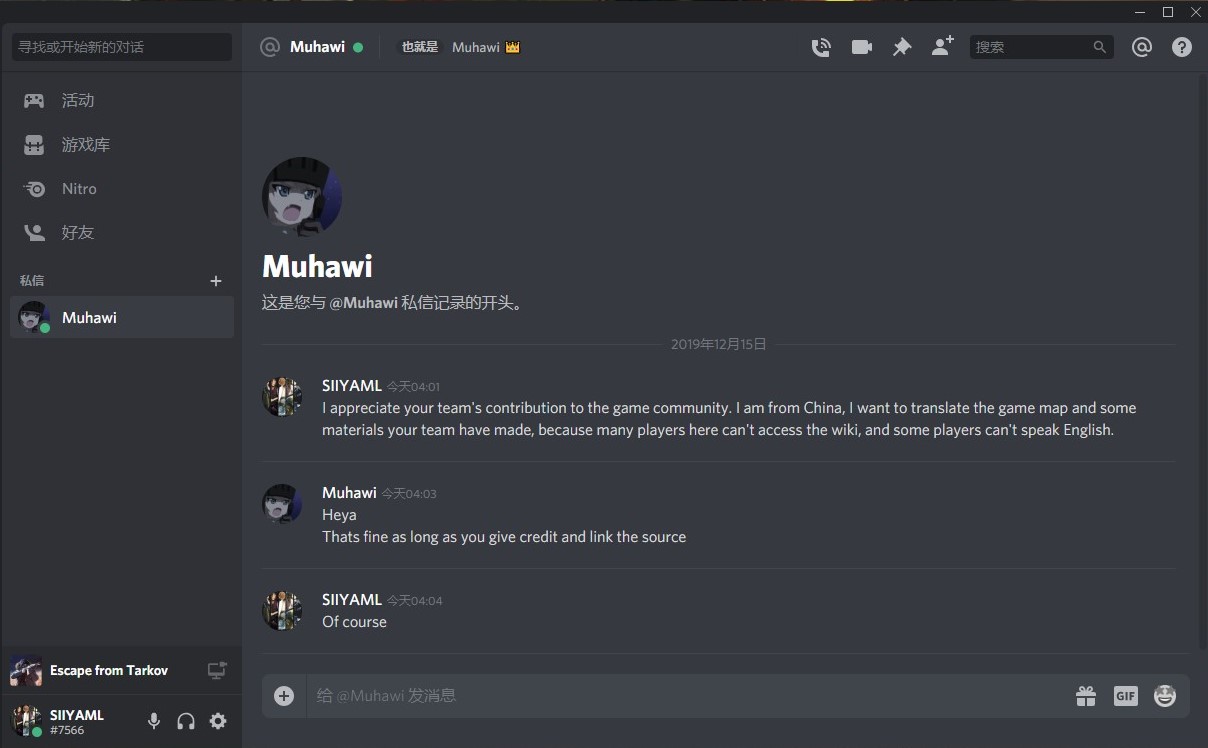 寻找或开始新的对话
Muhawi
也就是
Muhawi
搜索
活动
游戏库
Nitro
好友
私信
Muhawi
Muhawi
这是您与 @Muhawi 私信记录的开头。
2019年12月15日
SIIYAML 今天04:01
I appreciate your team's contribution to the game community. I am from China, I want to translate the game map and some
materials your team have made, because many players here can't access the wiki, and some players can't speak English.
Muhawi 今天04:03
Heya
Thats fine as long as you give credit and link the source
SIIYAML 今天04:04
Of course
Escape from Tarkov
给 @Muhawi 发消息
GIF
SIIYAML
#7566